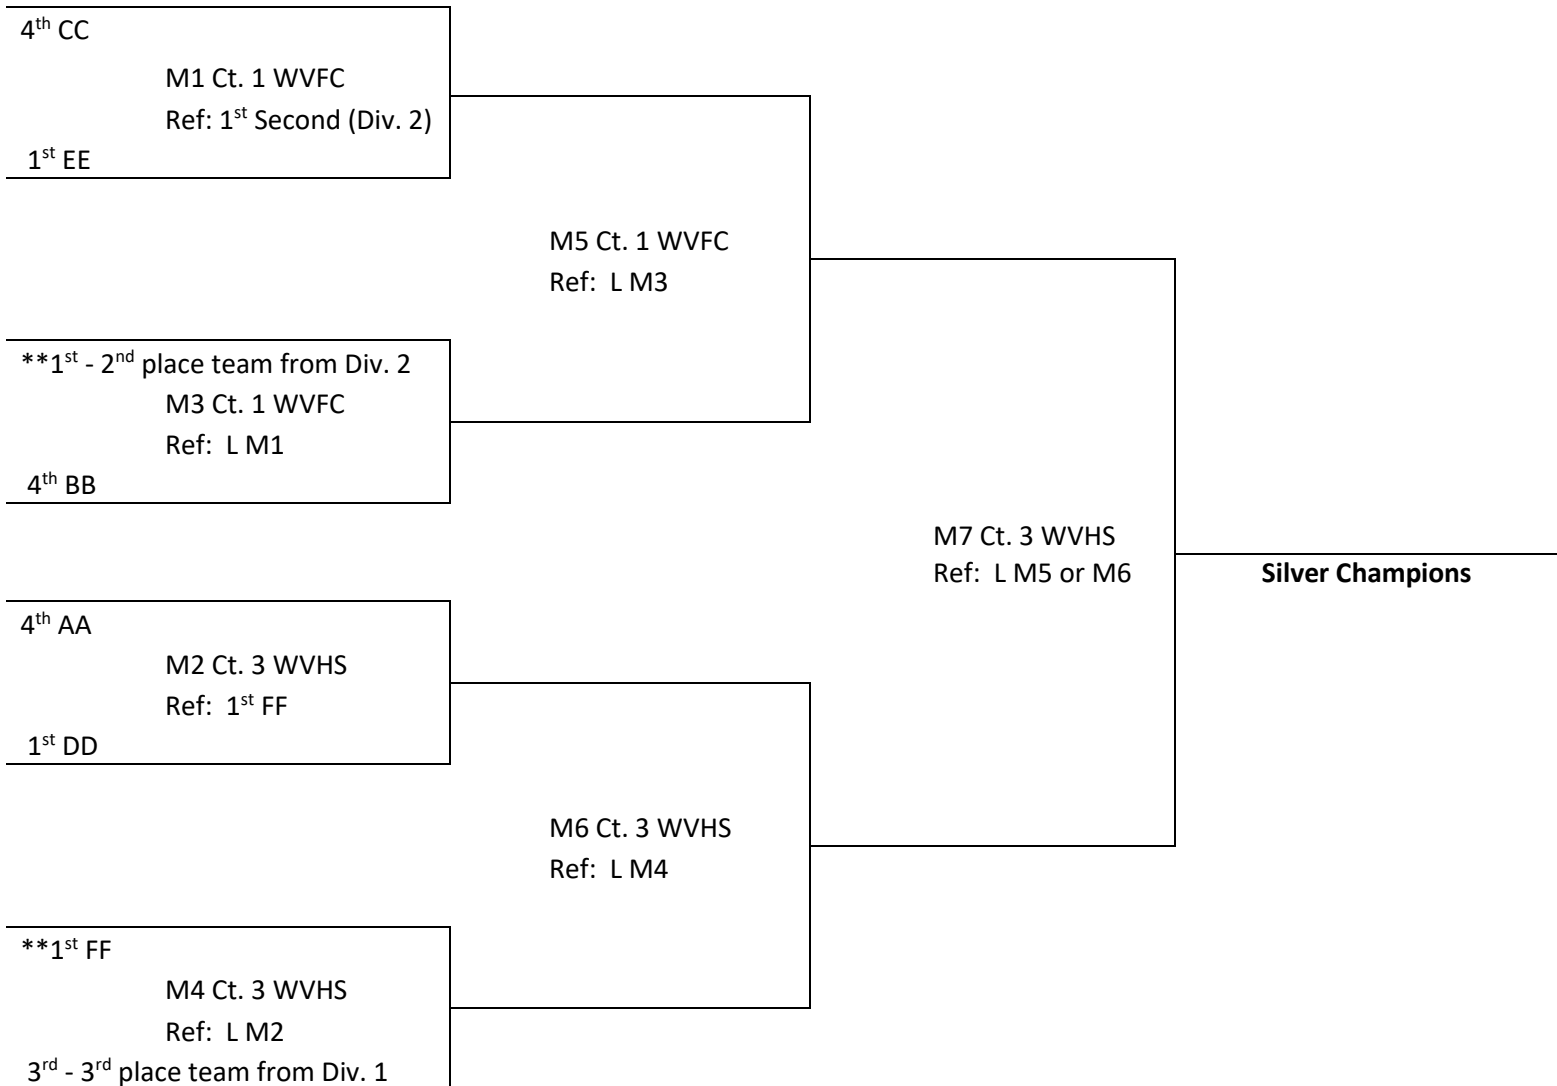 4th CC
M1 Ct. 1 WVFC
Ref: 1st Second (Div. 2)
1st EE
M5 Ct. 1 WVFC
Ref: L M3
**1st - 2nd place team from Div. 2
M3 Ct. 1 WVFC
Ref: L M1
4th BB
M7 Ct. 3 WVHS
Ref: L M5 or M6
Silver Champions
4th AA
M2 Ct. 3 WVHS
Ref: 1st FF
1st DD
M6 Ct. 3 WVHS
Ref: L M4
**1st FF
M4 Ct. 3 WVHS
Ref: L M2
3rd - 3rd place team from Div. 1